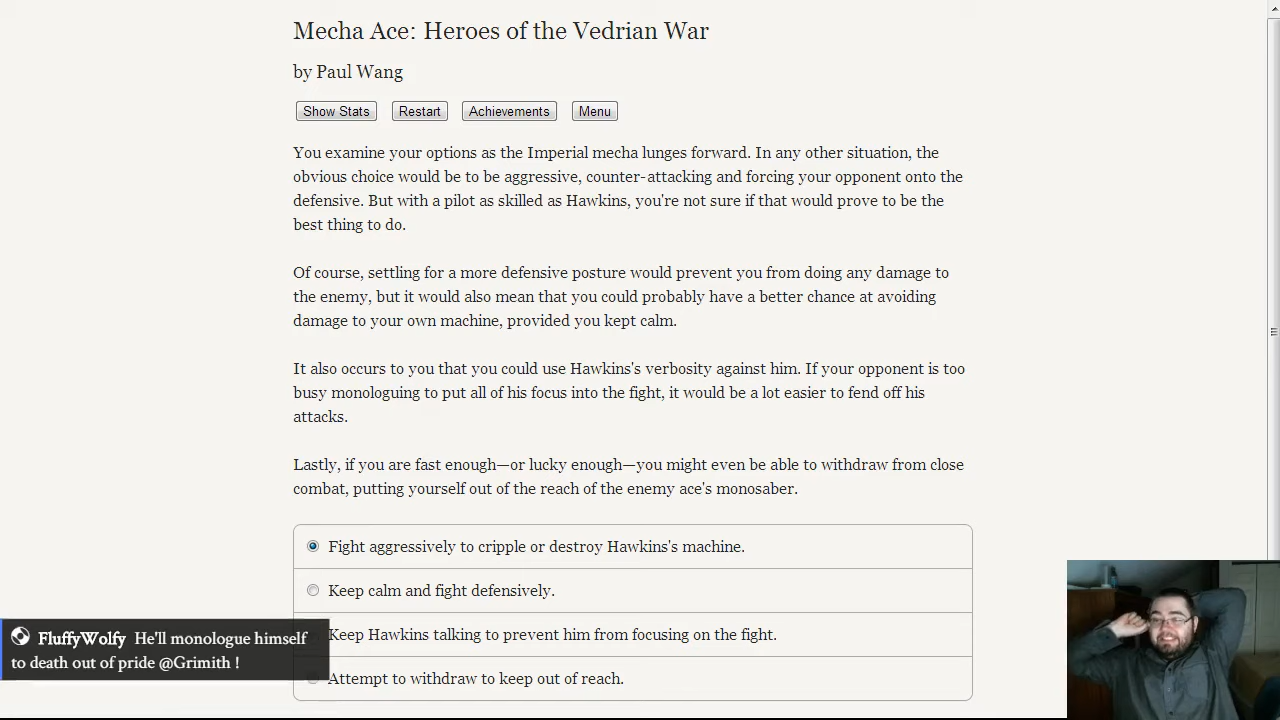 Mecha Ace: Heroes of the Vedrian War
by Paul Wang
Show Stats Restart Achievements Menu
You examine your options as the Imperial mecha lunges forward. In any other situation, the
obvious choice would be to be aggressive, counter-attacking and forcing your opponent onto the
defensive. But with a pilot as skilled as Hawkins, you're not sure if that would prove to be the
best thing to do.
Of course, settling for a more defensive posture would prevent you from doing any damage to
the enemy, but it would also mean that you could probably have a better chance at avoiding
damage to your own machine, provided you kept calm.
It also occurs to you that you could use Hawkins's verbosity against him. If your opponent is too
busy monologuing to put all of his focus into the fight, it would be a lot easier to fend off his
attacks.
Lastly, if you are fast enough—or lucky enough—you might even be able to withdraw from close
combat, putting yourself out of the reach of the enemy ace's monosaber.
Fight aggressively to cripple or destroy Hawkins's machine.
Keep calm and fight defensively.
Keep Hawkins talking to prevent him from focusing on the fight.
Attempt to withdraw to keep out of reach.
FluffyWolfy He'll monologue himself
to death out of pride @Grimith !